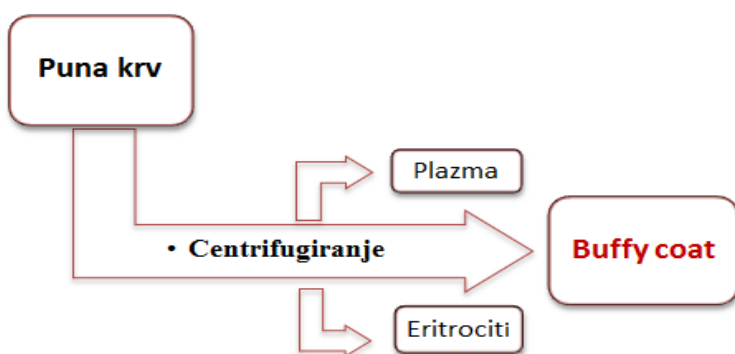 Puna krv
Plazma
• Centrifugiranje
Buffy coat
Eritrociti